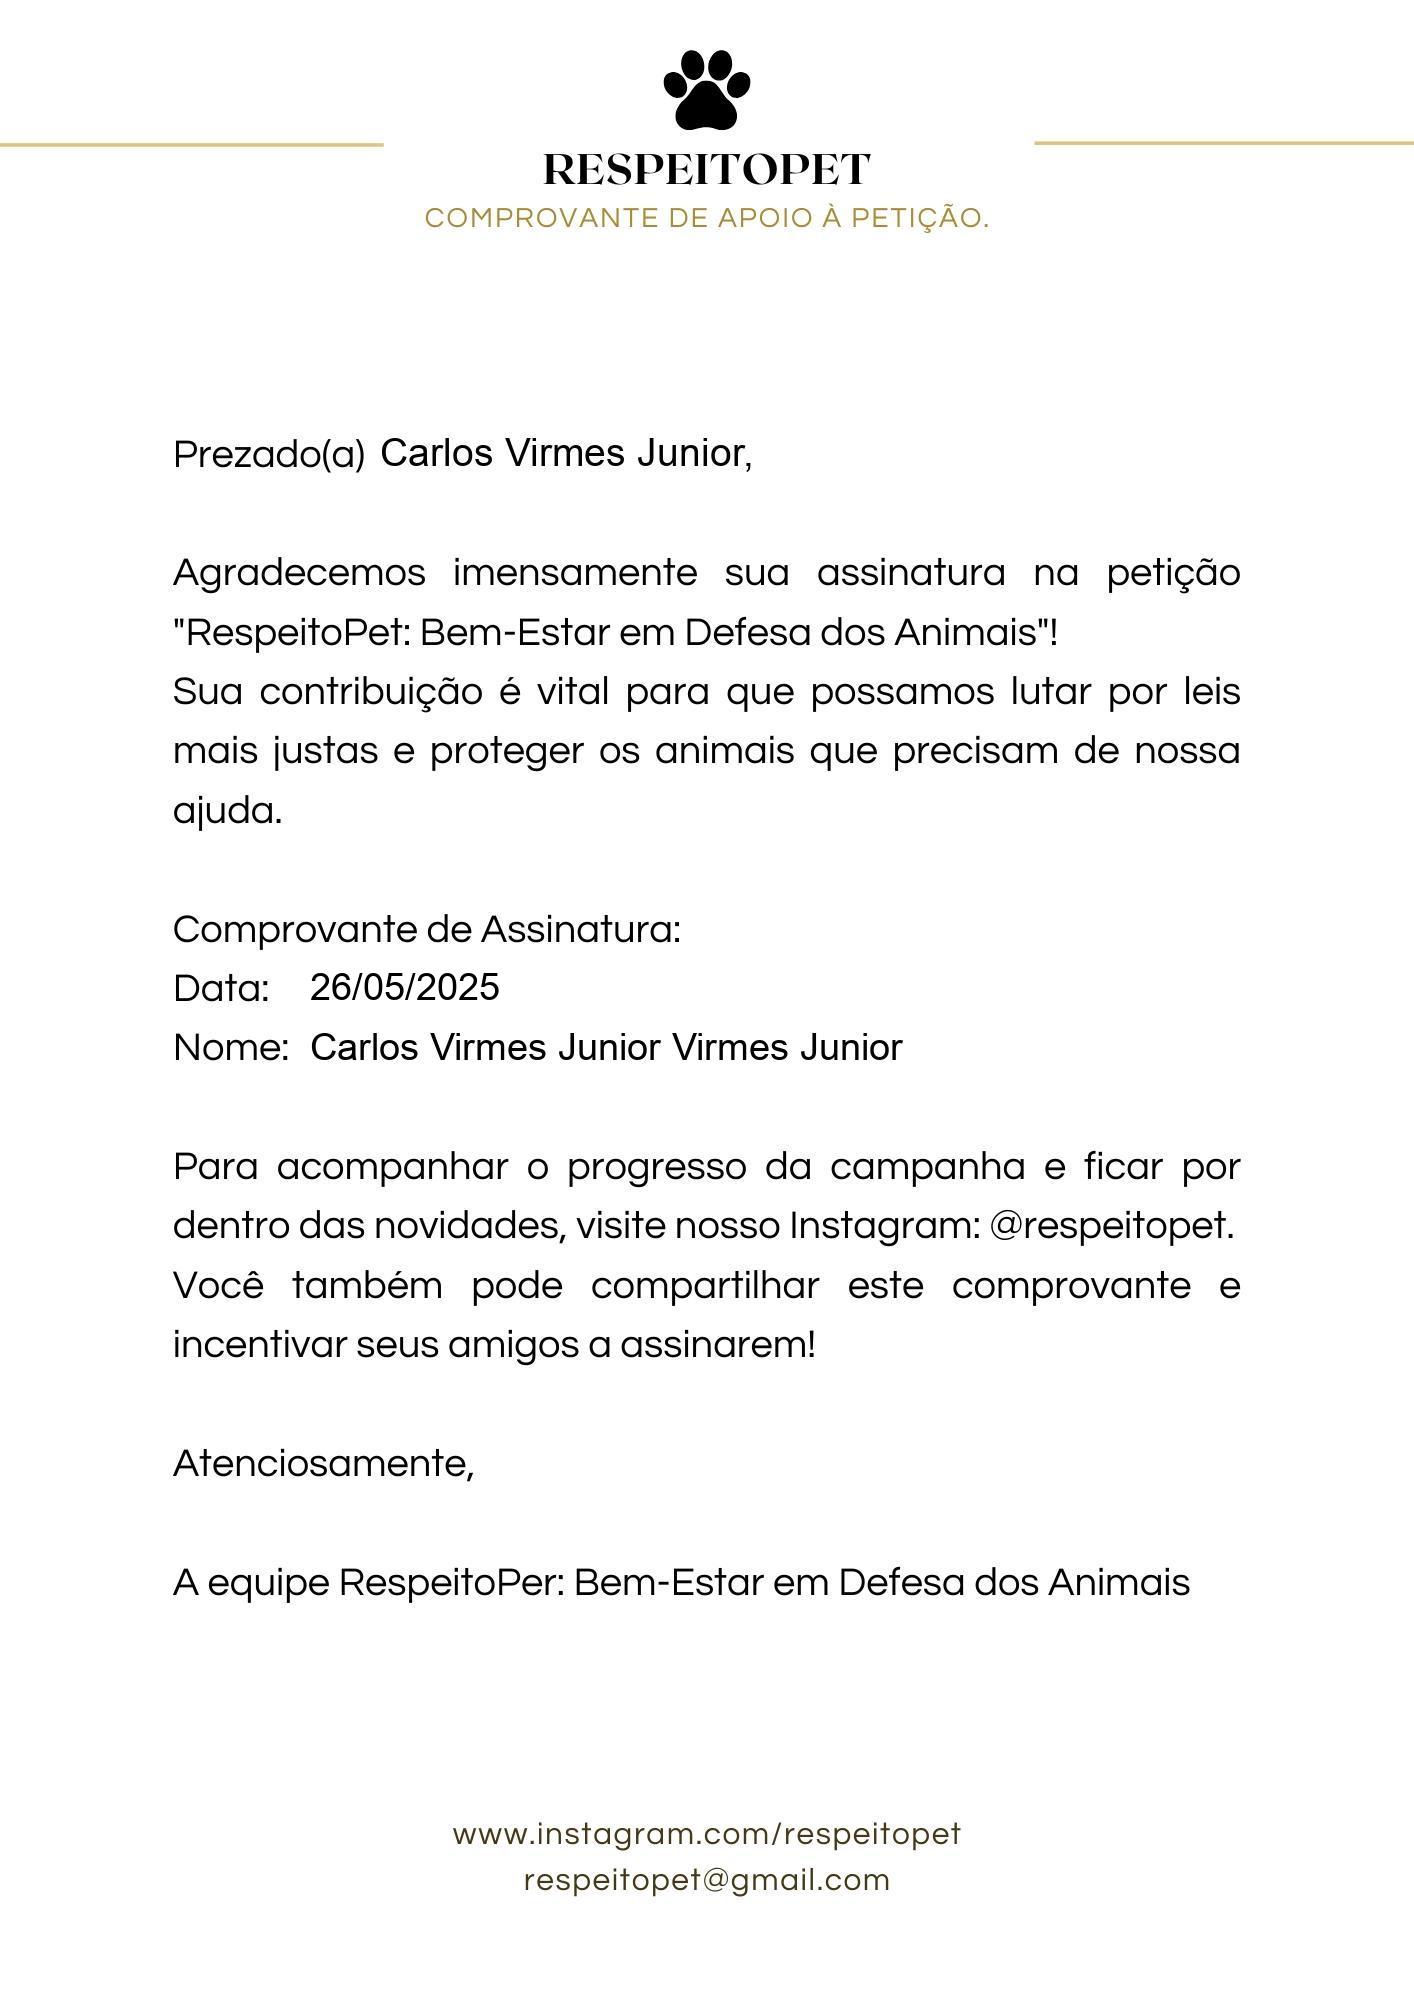 RESPEITOPET
COMPROVANTE DE APOIO À PETIÇÃO.
Prezado(a) Carlos Virmes Junior,
Agradecemos imensamente sua assinatura na petição
"RespeitoPet: Bem-Estar em Defesa dos Animais"!
Sua contribuição é vital para que possamos lutar por leis
mais justas e proteger os animais que precisam de nossa
ajuda.
Comprovante de Assinatura:
Data: 26/05/2025
Nome: Carlos Virmes Junior Virmes Junior
Para acompanhar o progresso da campanha e ficar por
dentro das novidades, visite nosso Instagram: @respeitopet.
Você também pode compartilhar este comprovante e
incentivar seus amigos a assinarem!
Atenciosamente,
A equipe RespeitoPer: Bem-Estar em Defesa dos Animais
www.instagram.com/respeitopet
respeitopet@gmail.com